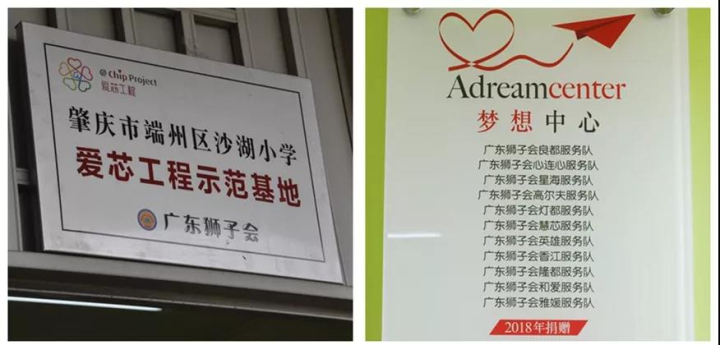 @ Chip Project
爱芯工程
肇庆市端州区沙湖小学
爱芯工程示范基地
广东狮子会
Adreamcenter
梦想中心
广东狮子会良都服务队
广东狮子会心连心服务队
广东狮子会星海服务队
广东狮子会高尔夫服务队
广东狮子会灯都服务队
广东狮子会慧芯服务队
广东狮子会英雄服务队
广东狮子会香江服务队
广东狮子会隆都服务队
广东狮子会和爱服务队
广东狮子会雅媛服务队
2018年捐赠